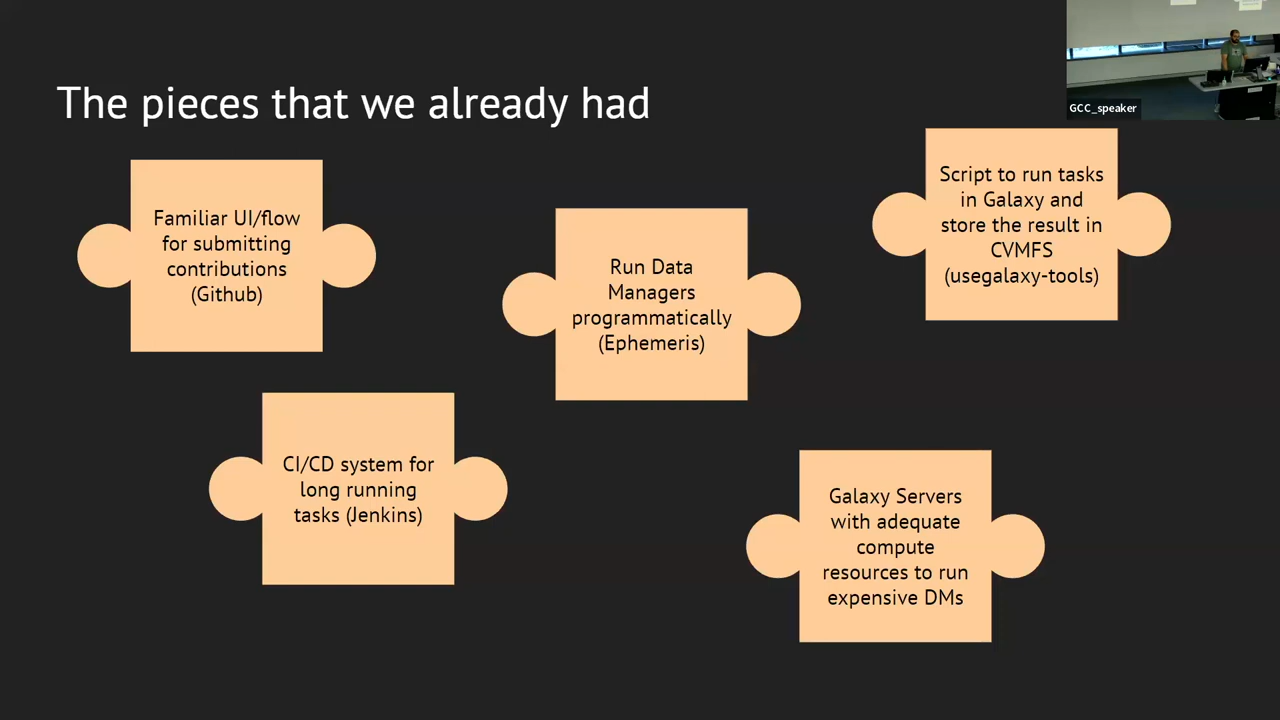 The pieces that we already had
GCC_speaker
Familiar UI/flow
for submitting
contributions
(Github)
Run Data
Managers
programmatically
(Ephemeris)
Script to run tasks
in Galaxy and
store the result in
CVMFS
(usegalaxy-tools)
CI/CD system for
long running
tasks (Jenkins)
Galaxy Servers
with adequate
compute
resources to run
expensive DMs